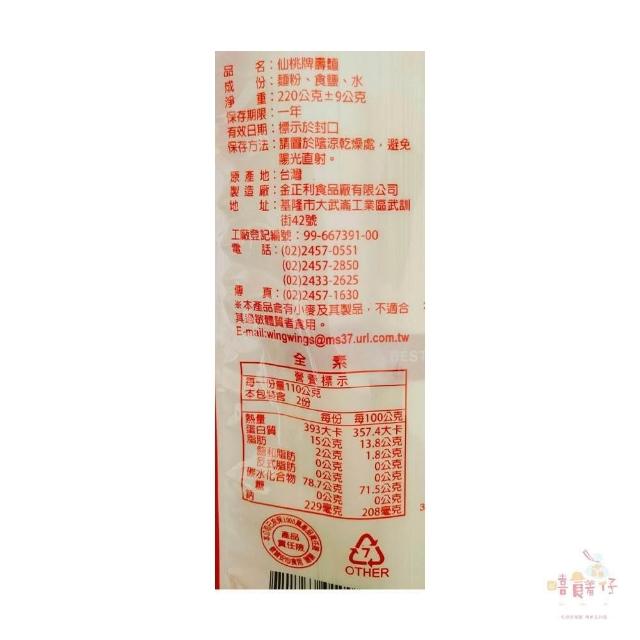 品　　名：仙桃牌壽麵
成　　份：麵粉、食鹽、水
淨　　重：220公克±9公克
保存期限：一年
有效日期：標示於封口
保存方法：請置於陰涼乾燥處，避免
陽光直射。
原 產 地：台灣
製 造 廠：金正利食品廠有限公司
地　　址：基隆市大武崙工業區武訓
街42號
工廠登記編號：99-667391-00
電　　話：(02)2457-0551
(02)2457-2850
(02)2433-2625
傳　　真：(02)2457-1630
※本產品含有小麥及其製品，不適合
其過敏體質者食用。
E-mail:wingwings@ms37.url.com.tw
全 素
營養標示
每一份量110公克
本包裝含 2份
每份 每100公克
熱量 393大卡 357.4大卡
蛋白質 15公克 13.8公克
脂肪 2公克 1.8公克
飽和脂肪 0公克 0公克
反式脂肪 0公克 0公克
碳水化合物 78.7公克 71.5公克
糖 0公克 0公克
鈉 229毫克 208毫克
產品
責任險
7
OTHER
BEST